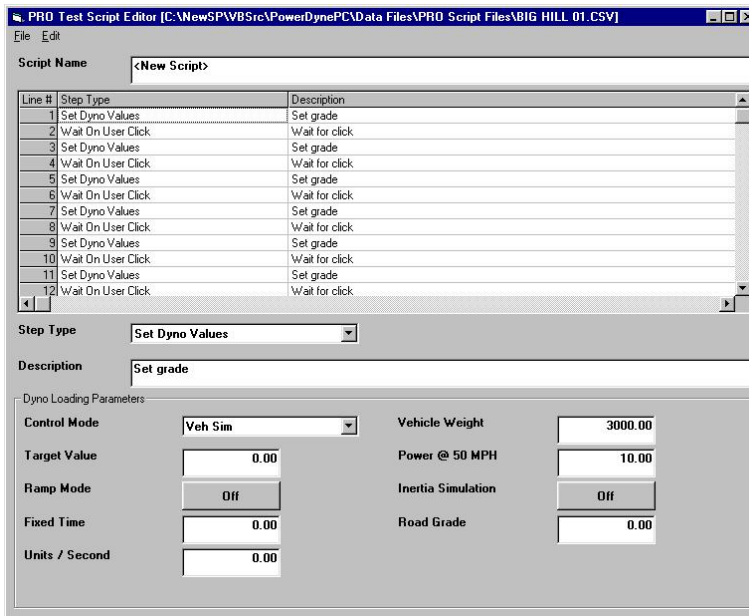 PRO Test Script Editor [C:\NewSP\VBSrc\PowerDynePC\Data Files\PRO Script Files\BIG HILL 01.CSV]
File Edit
Script Name <New Script>
Line # Step Type Description
1 Set Dyno Values Set grade
2 Wait On User Click Wait for click
3 Set Dyno Values Set grade
4 Wait On User Click Wait for click
5 Set Dyno Values Set grade
6 Wait On User Click Wait for click
7 Set Dyno Values Set grade
8 Wait On User Click Wait for click
9 Set Dyno Values Set grade
10 Wait On User Click Wait for click
11 Set Dyno Values Set grade
12 Wait On User Click Wait for click
Step Type Set Dyno Values
Description Set grade
Dyno Loading Parameters
Control Mode Veh Sim Vehicle Weight 3000.00
Target Value 0.00 Power @ 50 MPH 10.00
Ramp Mode Off Inertia Simulation Off
Fixed Time 0.00 Road Grade 0.00
Units / Second 0.00